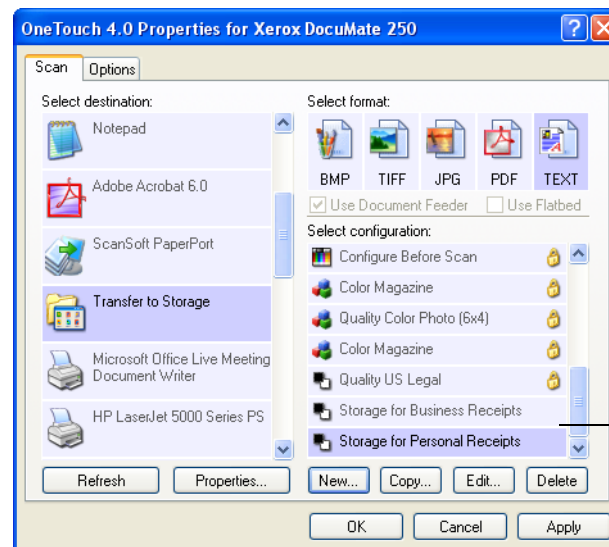 OneTouch 4.0 Properties for Xerox DocuMate 250
Scan
Options
Select destination:
Notepad
Adobe Acrobat 6.0
ScanSoft PaperPort
Transfer to Storage
Microsoft Office Live Meeting
Document Writer
HP LaserJet 5000 Series PS
Refresh
Properties...
Select format:
BMP TIFF JPG PDF TEXT
Use Document Feeder
Use Flatbed
Select configuration:
Configure Before Scan
Color Magazine
Quality Color Photo (6x4)
Color Magazine
Quality US Legal
Storage for Business Receipts
Storage for Personal Receipts
New... Copy... Edit... Delete
OK Cancel Apply